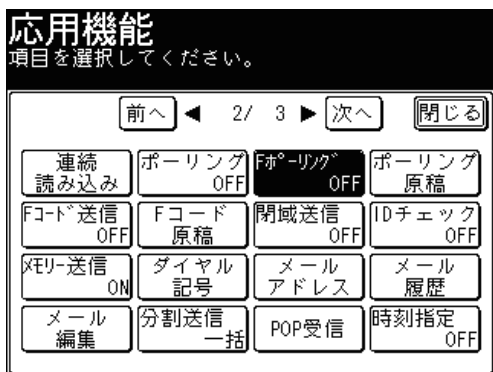 応用機能
項目を選択してください。
前へ ◀ 2/ 3 ▶ 次へ 閉じる
連続 ポーリング Fﾎﾟｰﾘﾝｸﾞ ポーリング
読み込み OFF OFF 原稿
Fｺｰﾄﾞ送信 Fコード 閉域送信 IDチェック
OFF 原稿 OFF OFF
ﾒﾓﾘｰ送信 ダイヤル メール メール
ON 記号 アドレス 履歴
メール 分割送信 POP受信 時刻指定
編集 一括 OFF